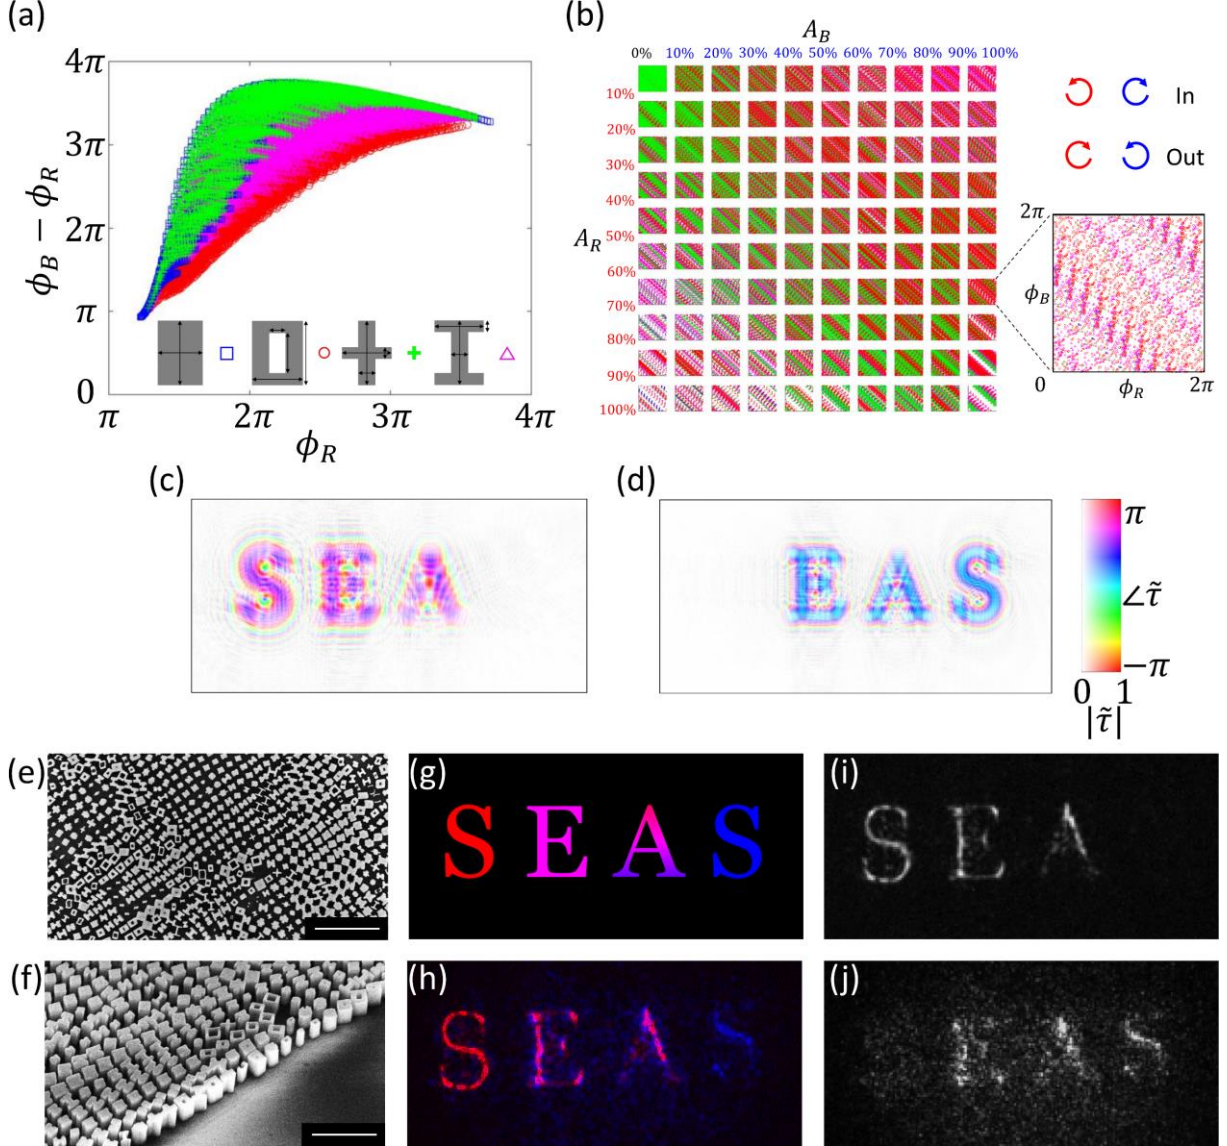 (a)
4π
3π
2π
π
0
ϕ_B − ϕ_R
π 2π 3π 4π
ϕ_R
(b)
A_B
0% 10% 20% 30% 40% 50% 60% 70% 80% 90% 100%
A_R
10%
20%
30%
40%
50%
60%
70%
80%
90%
100%
In
Out
2π
ϕ_B
0 ϕ_R 2π
(c)
SEA
(d)
EAS
π
∠τ̃
−π
0 1
|τ̃|
(e)
(f)
(g)
SEAS
(h)
SEAS
(i)
SEA
(j)
EAS